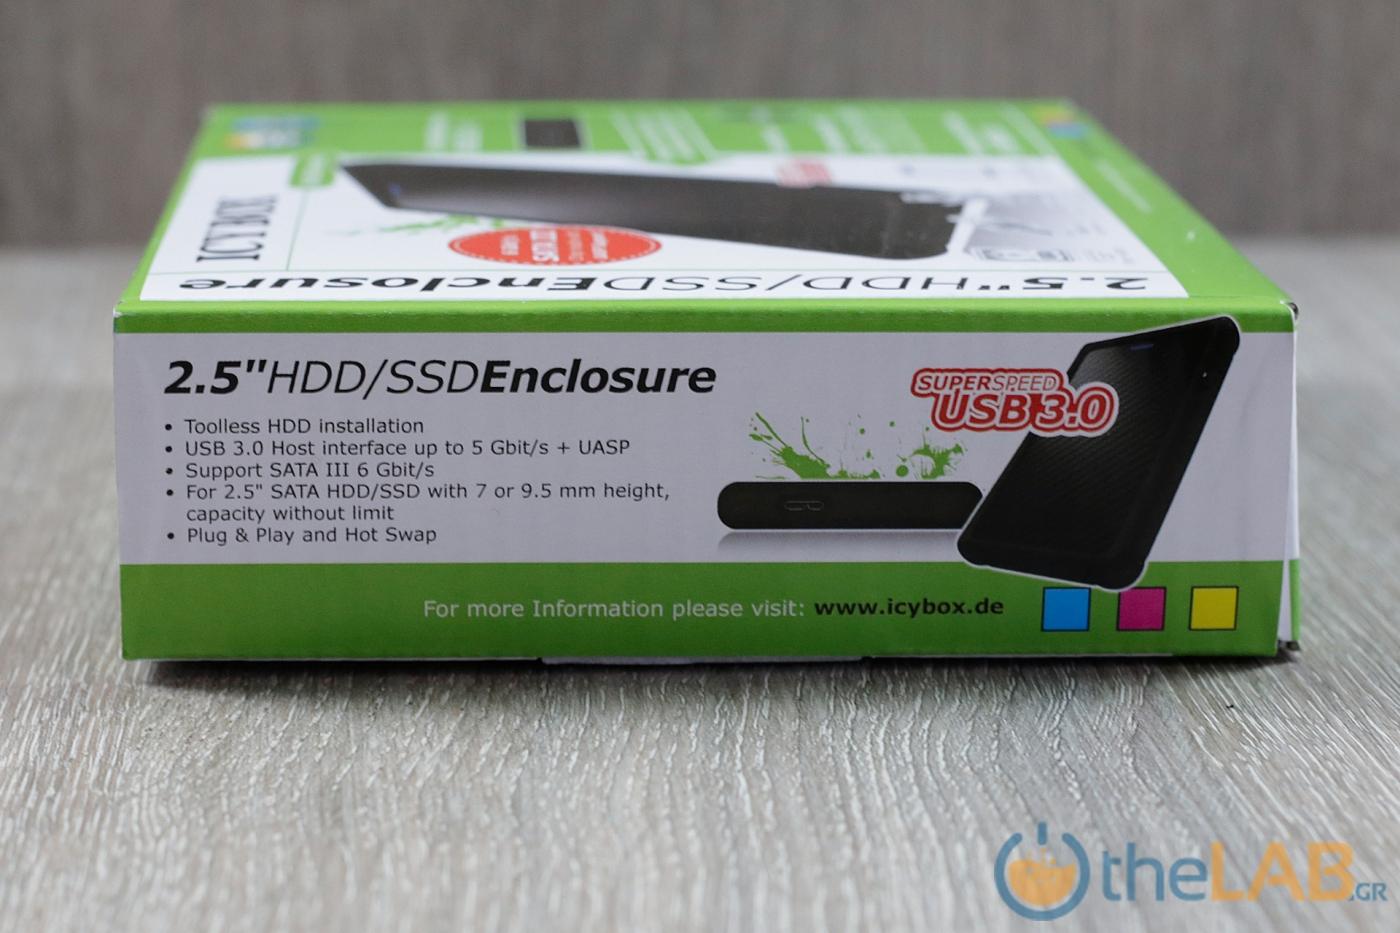 ICY BOX
2.5"HDD/SSDEnclosure
2.5"HDD/SSDEnclosure
• Toolless HDD installation
• USB 3.0 Host interface up to 5 Gbit/s + UASP
• Support SATA III 6 Gbit/s
• For 2.5" SATA HDD/SSD with 7 or 9.5 mm height,
capacity without limit
• Plug & Play and Hot Swap
SUPERSPEED
USB 3.0
For more Information please visit: www.icybox.de
theLAB.GR